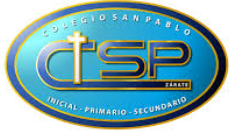 COLEGIO SAN PABLO
CSP
ZÁRATE
INICIAL - PRIMARIO - SECUNDARIO